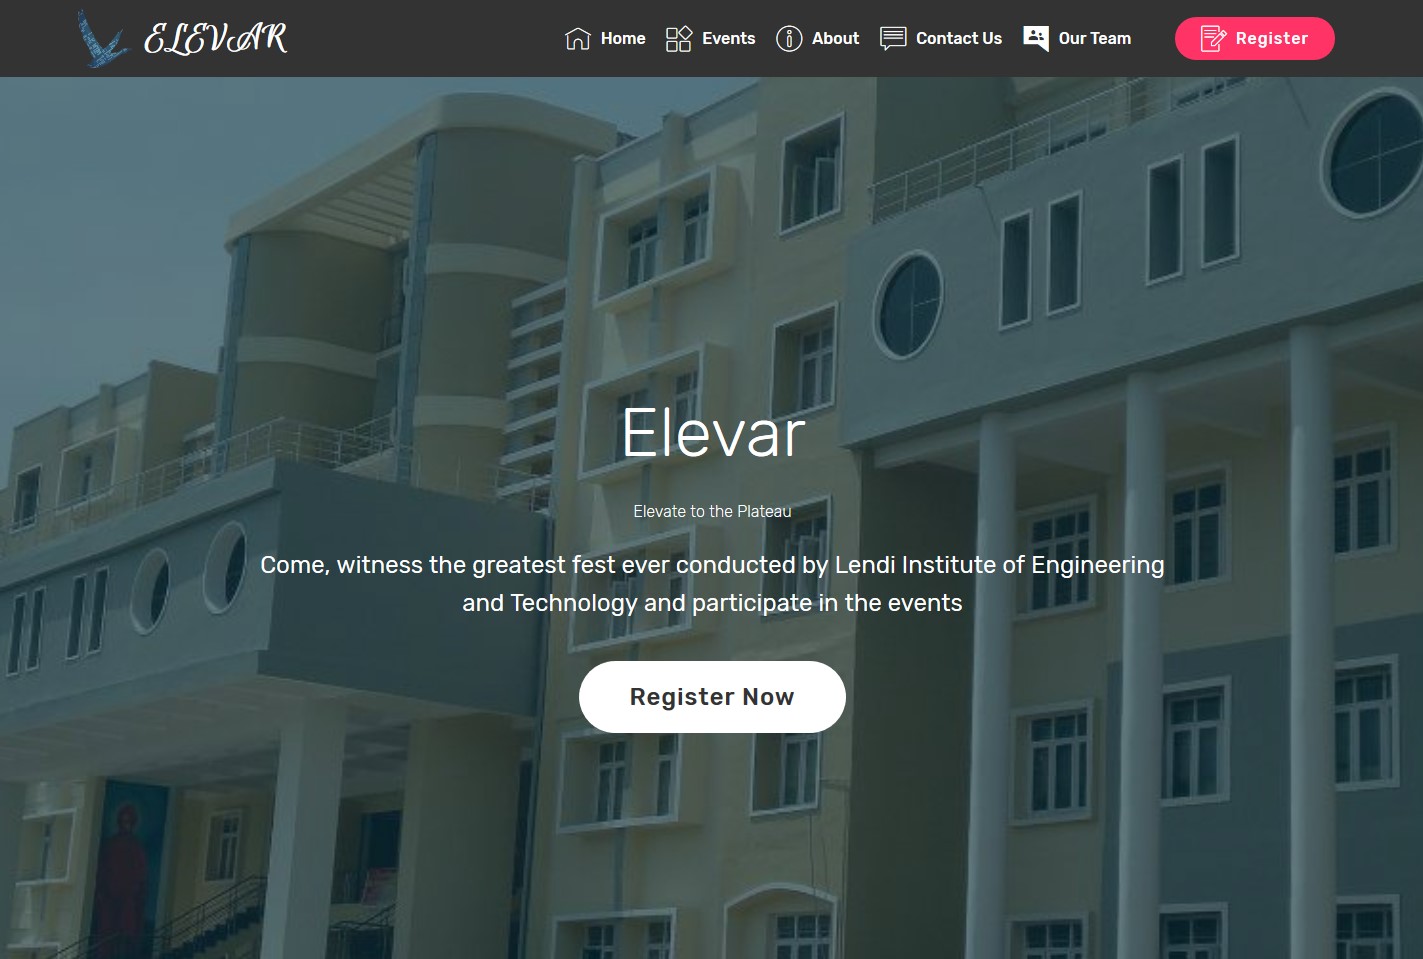 ELEVAR
Home
Events
About
Contact Us
Our Team
Register
Elevar
Elevate to the Plateau
Come, witness the greatest fest ever conducted by Lendi Institute of Engineering
and Technology and participate in the events
Register Now